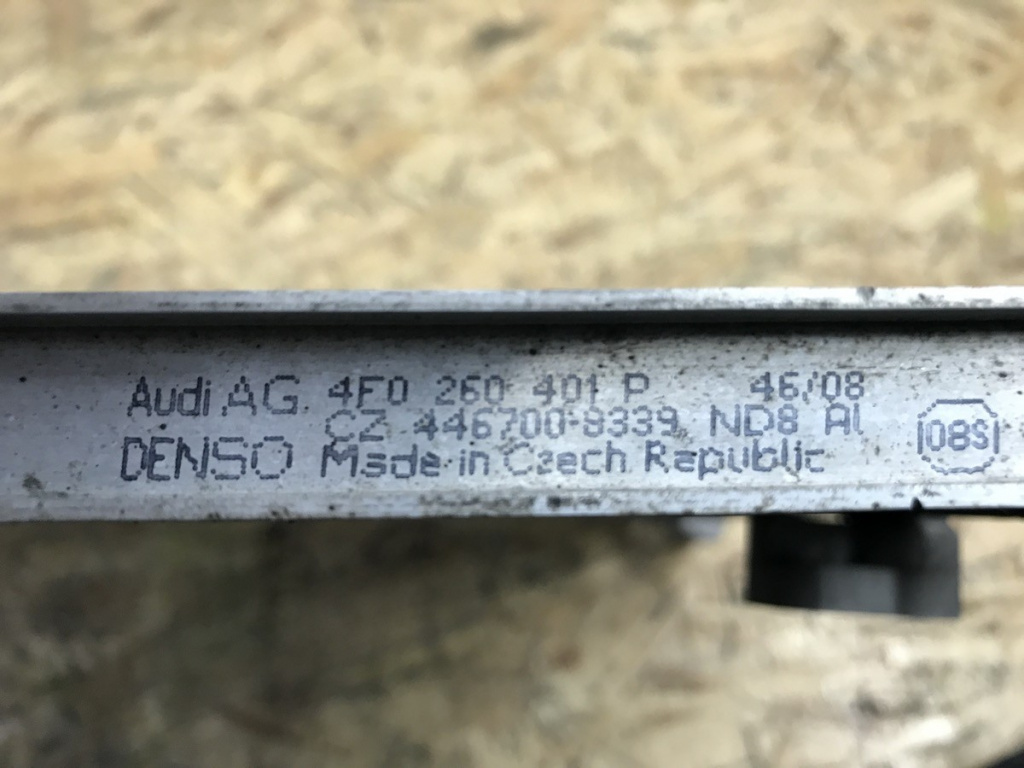 Audi AG 4F0 260 401 P 46/08
CZ 446700-8339 ND8 Al
DENSO Made in Czech Republic
08S